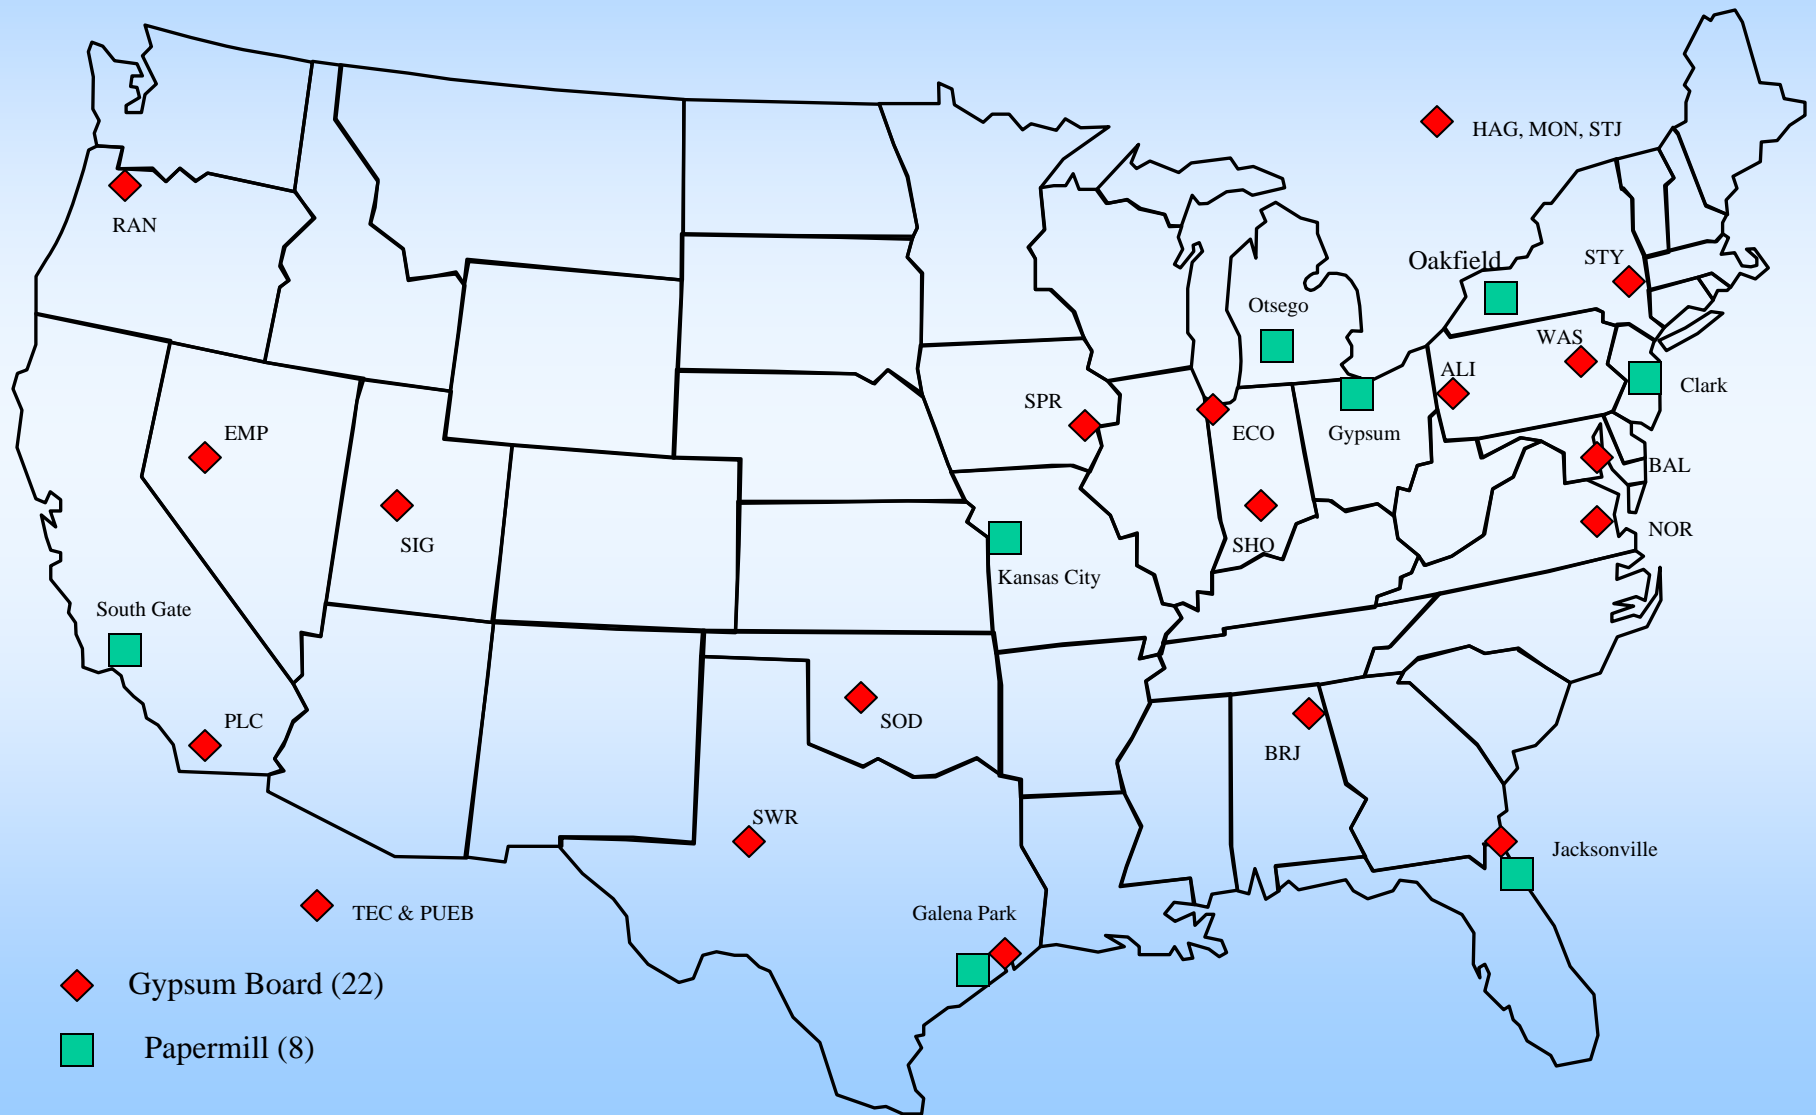 HAG, MON, STJ
RAN
Oakfield
STY
Otsego
WAS
ALI
Clark
SPR
EMP
ECO
Gypsum
BAL
SIG
SHO
NOR
Kansas City
South Gate
PLC
SOD
BRJ
SWR
Jacksonville
TEC & PUEB
Galena Park
Gypsum Board (22)
Papermill (8)